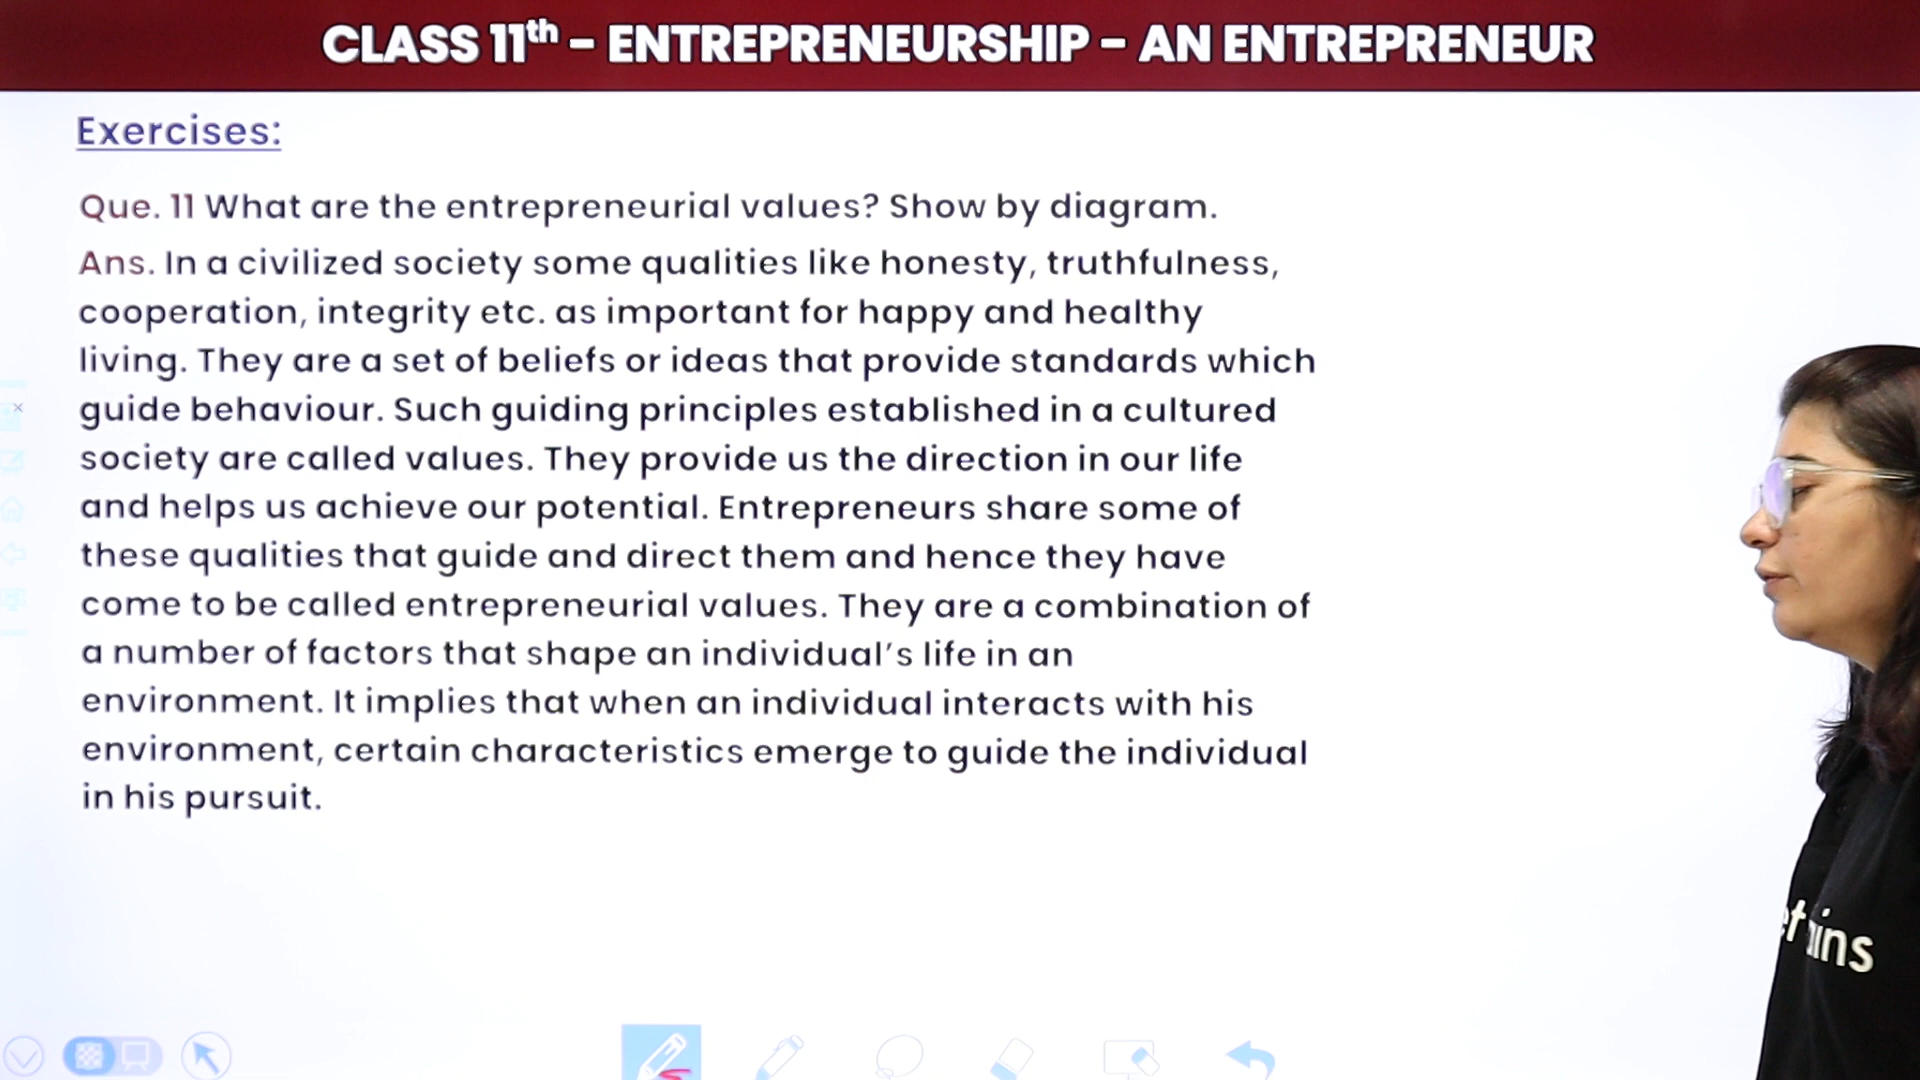 CLASS 11th – ENTREPRENEURSHIP – AN ENTREPRENEUR
Exercises:
Que. 11 What are the entrepreneurial values? Show by diagram.
Ans. In a civilized society some qualities like honesty, truthfulness,
cooperation, integrity etc. as important for happy and healthy
living. They are a set of beliefs or ideas that provide standards which
guide behaviour. Such guiding principles established in a cultured
society are called values. They provide us the direction in our life
and helps us achieve our potential. Entrepreneurs share some of
these qualities that guide and direct them and hence they have
come to be called entrepreneurial values. They are a combination of
a number of factors that shape an individual’s life in an
environment. It implies that when an individual interacts with his
environment, certain characteristics emerge to guide the individual
in his pursuit.